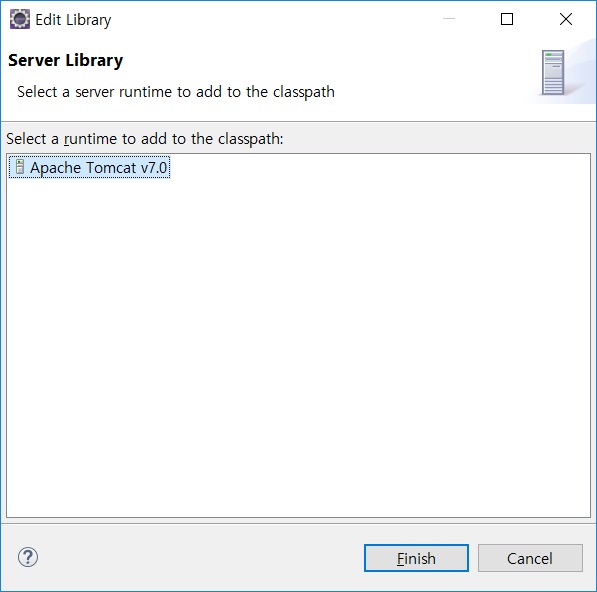 Edit Library
Server Library
Select a server runtime to add to the classpath
Select a runtime to add to the classpath:
Apache Tomcat v7.0
?
Finish
Cancel